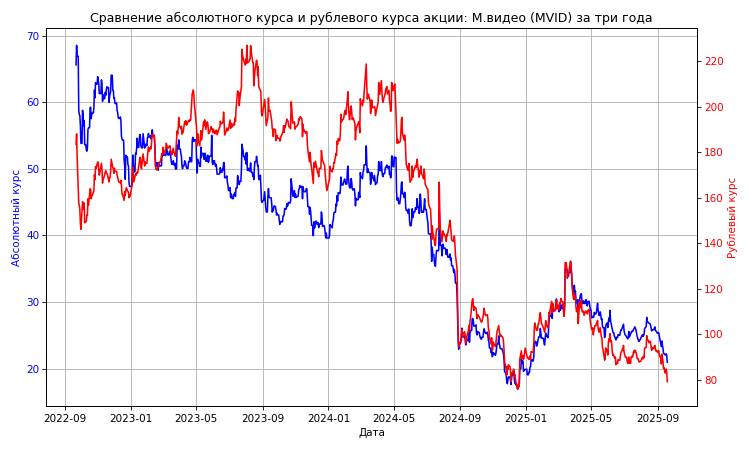 Сравнение абсолютного курса и рублевого курса акции: М.видео (MVID) за три года
70
60
50
40
30
20
Абсолютный курс
220
200
180
160
140
120
100
80
Рублевый курс
2022-09 2023-01 2023-05 2023-09 2024-01 2024-05 2024-09 2025-01 2025-05 2025-09
Дата